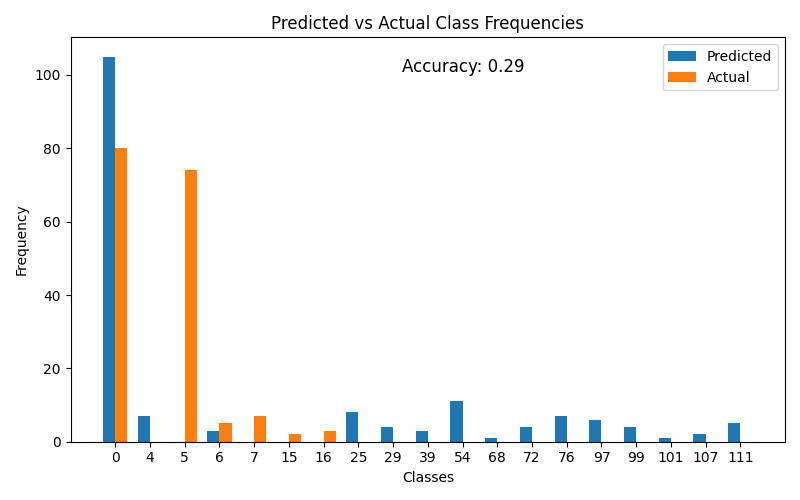 Predicted vs Actual Class Frequencies
Accuracy: 0.29
Predicted
Actual
Frequency
100
80
60
40
20
0
0 4 5 6 7 15 16 25 29 39 54 68 72 76 97 99 101 107 111
Classes